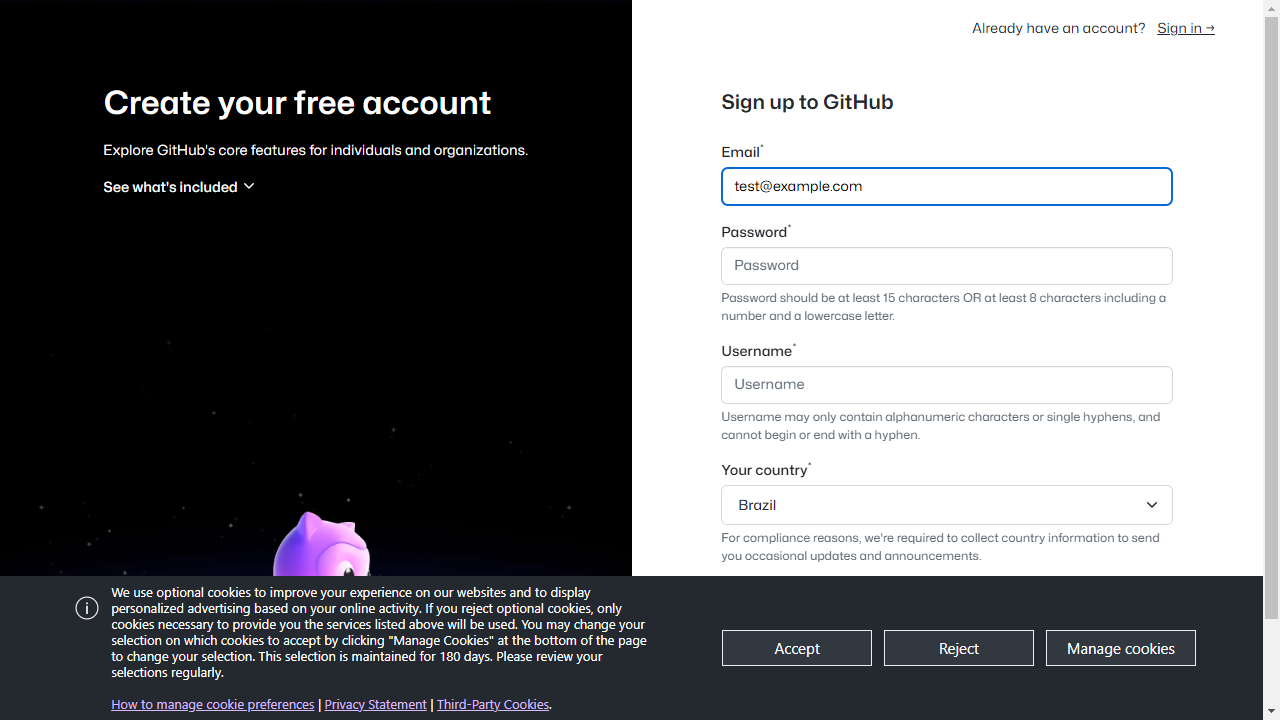 Already have an account? Sign in →
Create your free account
Explore GitHub's core features for individuals and organizations.
See what's included
Sign up to GitHub
Email*
test@example.com
Password*
Password
Password should be at least 15 characters OR at least 8 characters including a
number and a lowercase letter.
Username*
Username
Username may only contain alphanumeric characters or single hyphens, and
cannot begin or end with a hyphen.
Your country*
Brazil
For compliance reasons, we're required to collect country information to send
you occasional updates and announcements.
We use optional cookies to improve your experience on our websites and to display
personalized advertising based on your online activity. If you reject optional cookies, only
cookies necessary to provide you the services listed above will be used. You may change your
selection on which cookies to accept by clicking "Manage Cookies" at the bottom of the page
to change your selection. This selection is maintained for 180 days. Please review your
selections regularly.
How to manage cookie preferences | Privacy Statement | Third-Party Cookies.
Accept
Reject
Manage cookies